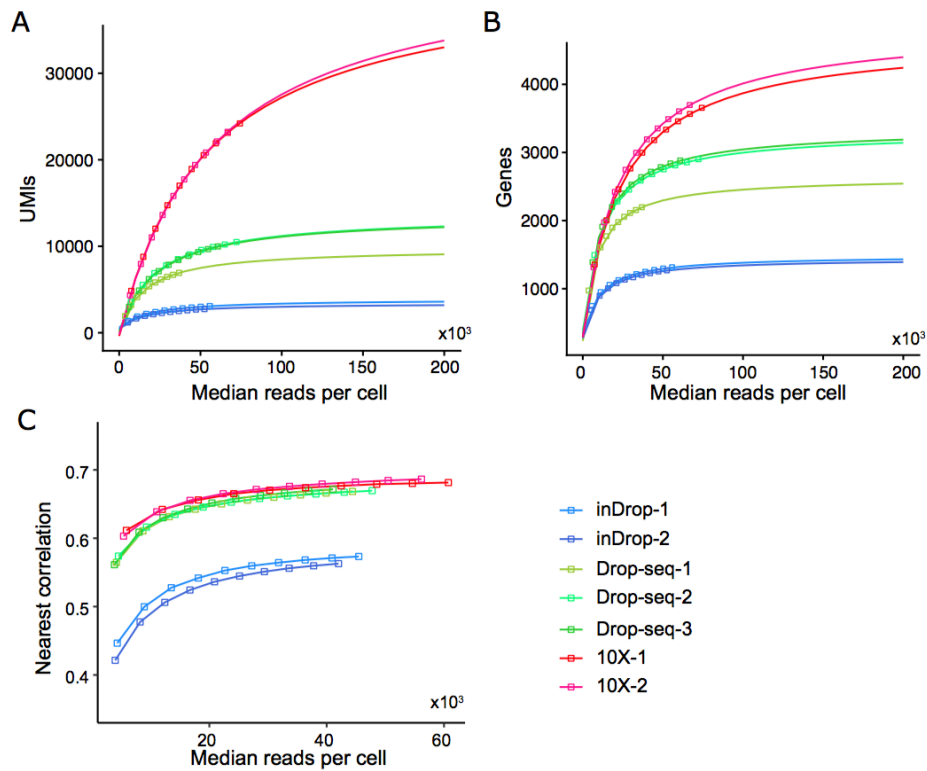 A
UMIs
30000
20000
10000
0
0 50 100 150 200
x10³
Median reads per cell
B
Genes
4000
3000
2000
1000
0 50 100 150 200
x10³
Median reads per cell
C
Nearest correlation
0.7
0.6
0.5
0.4
20 40 60
x10³
Median reads per cell
inDrop-1
inDrop-2
Drop-seq-1
Drop-seq-2
Drop-seq-3
10X-1
10X-2